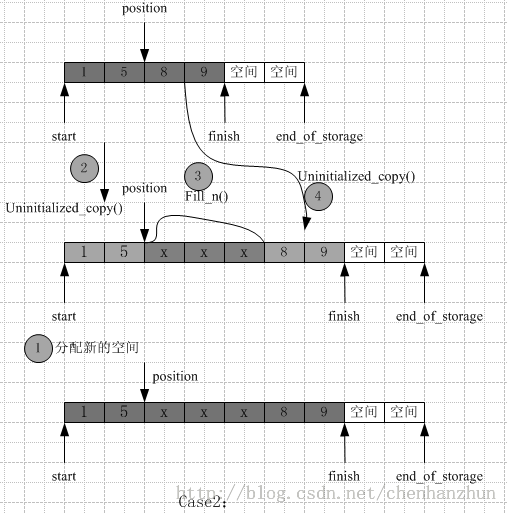 position
1 5 8 9 空间 空间
start finish end_of_storage
2 3
position Fill_n() Uninitialized_copy()
4
Uninitialized_copy()
1 5 x x x 8 9 空间 空间
start finish end_of_storage
1 分配新的空间
position
1 5 x x x 8 9 空间 空间
start finish end_of_storage
http://blog.csdn.net/chenhanzhun
Case2: